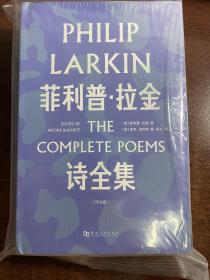 PHILIP
LARKIN
菲利普·拉金
EDITED BY
ARCHIE BURNETT
THE
COMPLETE POEMS
诗全集